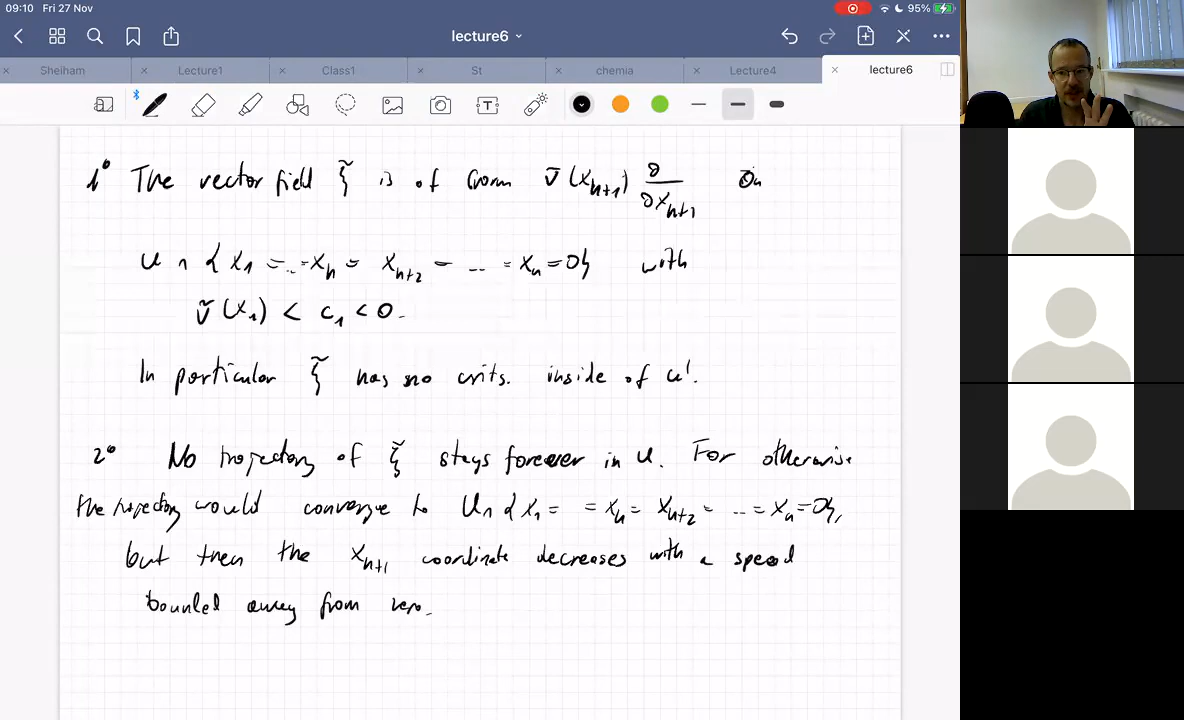 09:10 Fri 27 Nov
95%
lecture6
Sheiham
Lecture1
Class1
St
chemia
Lecture4
lecture6
1° The vector field ξ̃ is of form ṽ(x_{h+1}) ∂/∂x_{h+1} on
U ∩ {x_1 = ... = x_h = x_{h+2} = ... = x_n = 0} with
ṽ(x_1) < c_1 < 0.
In particular ξ̃ has no crits. inside of U'.
2° No trajectory of ξ̃ stays forever in U. For otherwise
the trajectory would converge to U ∩ {x_1 = = x_h = x_{h+2} = ... = x_n = 0},
but then the x_{h+1} coordinate decreases with a speed
bounded away from zero.